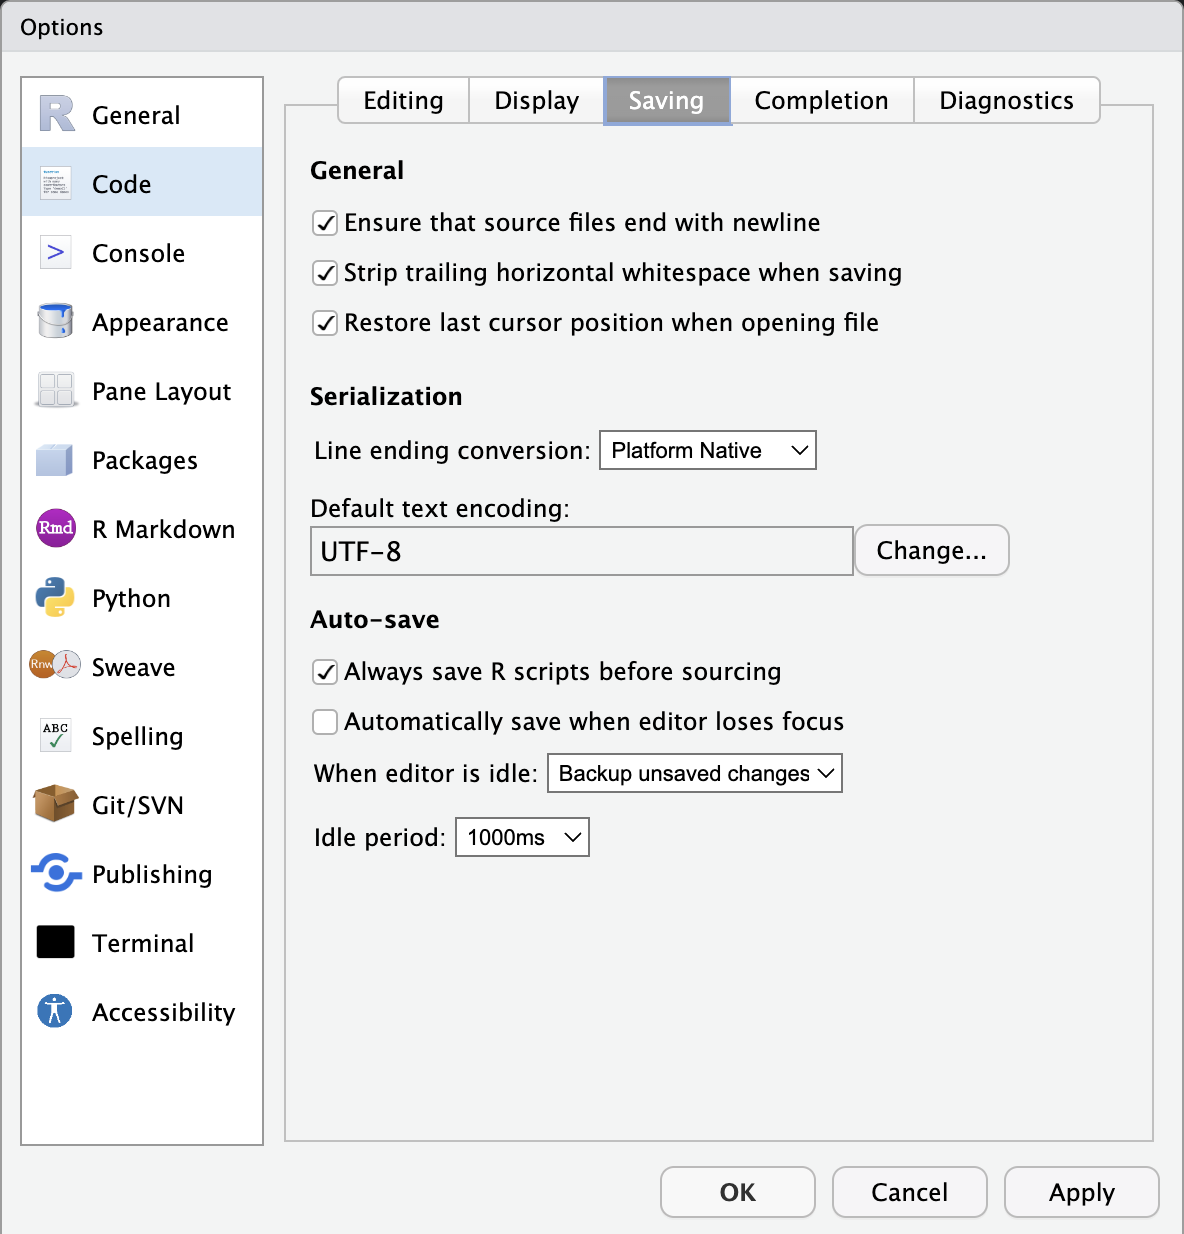 Options
General
Code
Console
Appearance
Pane Layout
Packages
Rmd R Markdown
Python
Rnw Sweave
ABC Spelling
Git/SVN
Publishing
Terminal
Accessibility
Editing Display Saving Completion Diagnostics
General
Ensure that source files end with newline
Strip trailing horizontal whitespace when saving
Restore last cursor position when opening file
Serialization
Line ending conversion: Platform Native
Default text encoding:
UTF-8 Change...
Auto-save
Always save R scripts before sourcing
Automatically save when editor loses focus
When editor is idle: Backup unsaved changes
Idle period: 1000ms
OK Cancel Apply